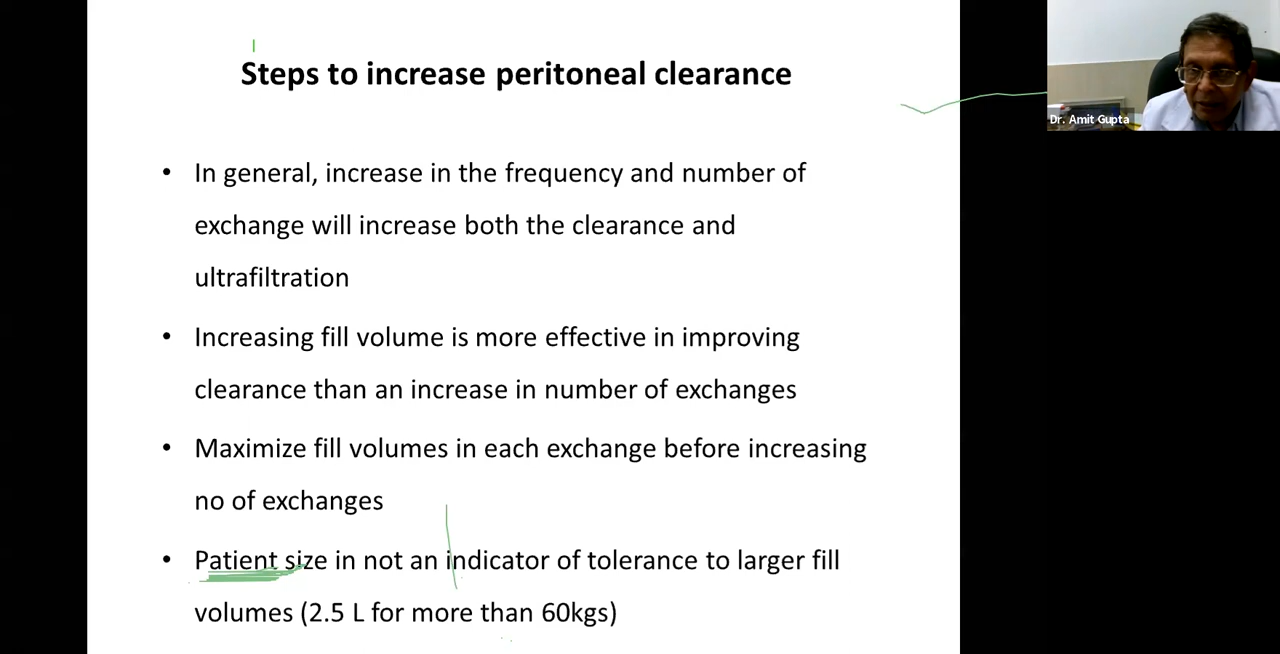 Steps to increase peritoneal clearance
Dr. Amit Gupta
• In general, increase in the frequency and number of
exchange will increase both the clearance and
ultrafiltration
• Increasing fill volume is more effective in improving
clearance than an increase in number of exchanges
• Maximize fill volumes in each exchange before increasing
no of exchanges
• Patient size in not an indicator of tolerance to larger fill
volumes (2.5 L for more than 60kgs)